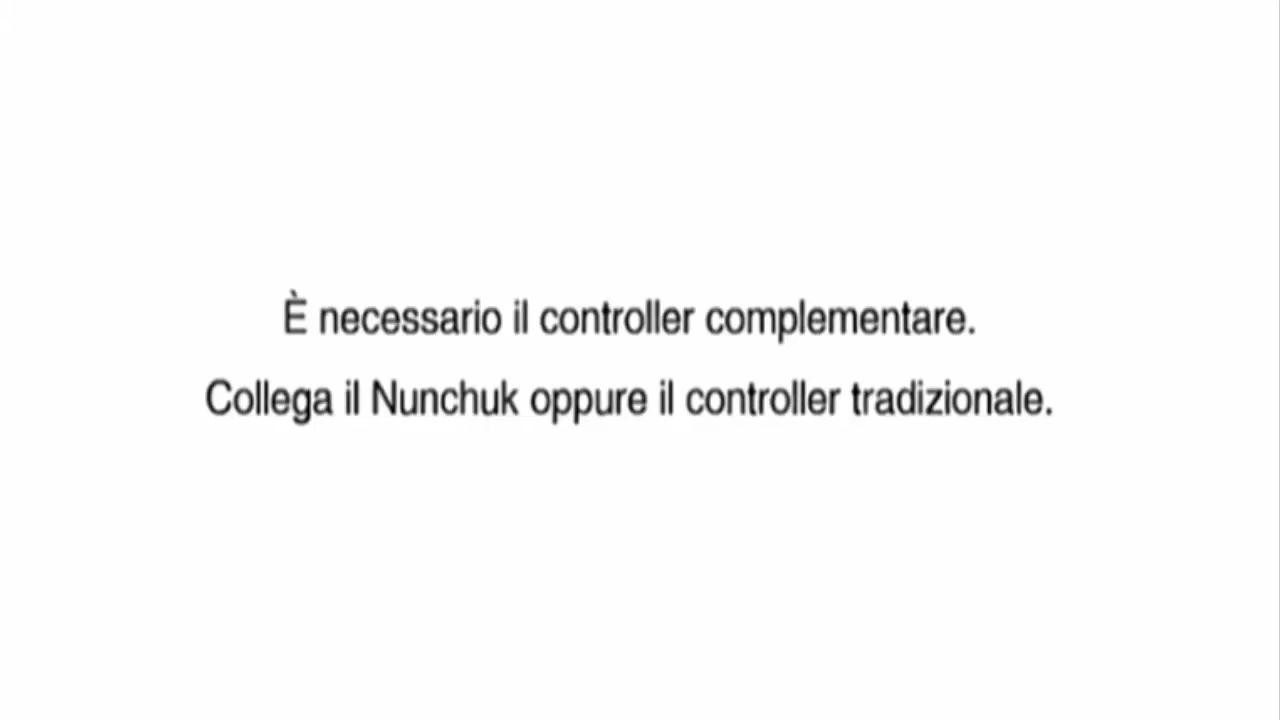 È necessario il controller complementare.
Collega il Nunchuk oppure il controller tradizionale.